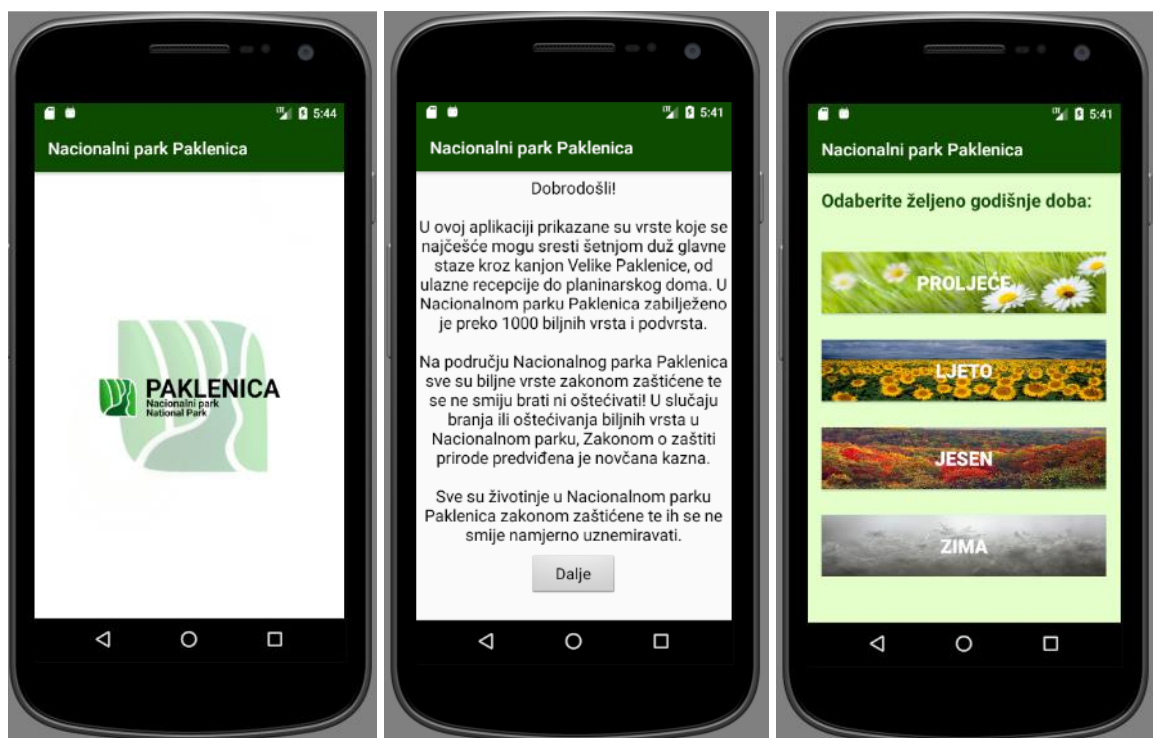 5:44
Nacionalni park Paklenica
PAKLENICA
Nacionalni park
National Park
5:41
Nacionalni park Paklenica
Dobrodošli!
U ovoj aplikaciji prikazane su vrste koje se
najčešće mogu sresti šetnjom duž glavne
staze kroz kanjon Velike Paklenice, od
ulazne recepcije do planinarskog doma. U
Nacionalnom parku Paklenica zabilježeno
je preko 1000 biljnih vrsta i podvrsta.
Na području Nacionalnog parka Paklenica
sve su biljne vrste zakonom zaštićene te
se ne smiju brati ni oštećivati! U slučaju
branja ili oštećivanja biljnih vrsta u
Nacionalnom parku, Zakonom o zaštiti
prirode predviđena je novčana kazna.
Sve su životinje u Nacionalnom parku
Paklenica zakonom zaštićene te ih se ne
smije namjerno uznemiravati.
Dalje
5:41
Nacionalni park Paklenica
Odaberite željeno godišnje doba:
PROLJEĆE
LJETO
JESEN
ZIMA